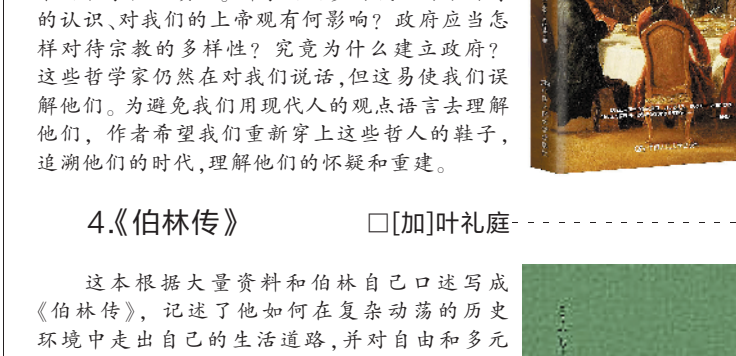 的认识、对我们的上帝观有何影响？政府应当怎
样对待宗教的多样性？究竟为什么建立政府？
这些哲学家仍然在对我们说话,但这易使我们误
解他们。为避免我们用现代人的观点语言去理解
他们，作者希望我们重新穿上这些哲人的鞋子，
追溯他们的时代,理解他们的怀疑和重建。
4.《伯林传》 □[加]叶礼庭
这本根据大量资料和伯林自己口述写成
《伯林传》，记述了他如何在复杂动荡的历史
环境中走出自己的生活道路,并对自由和多元